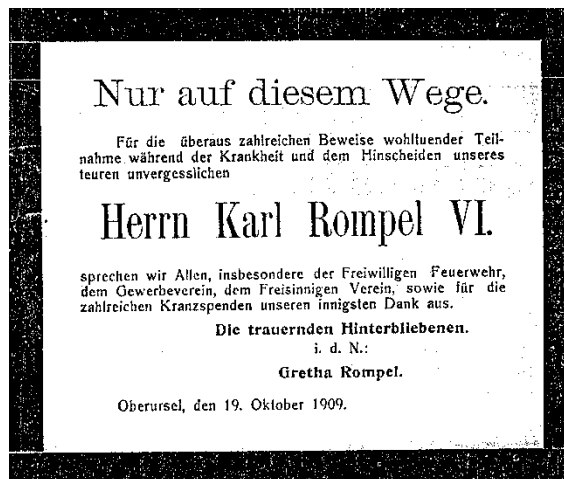 Nur auf diesem Wege.
Für die überaus zahlreichen Beweise wohltuender Teil-
nahme während der Krankheit und dem Hinscheiden unseres
teuren unvergesslichen
Herrn Karl Rompel VI.
sprechen wir Allen, insbesondere der Freiwilligen Feuerwehr,
dem Gewerbeverein, dem Freisinnigen Verein, sowie für die
zahlreichen Kranzspenden unseren innigsten Dank aus.
Die trauernden Hinterbliebenen.
i. d. N.:
Gretha Rompel.
Oberursel, den 19. Oktober 1909.